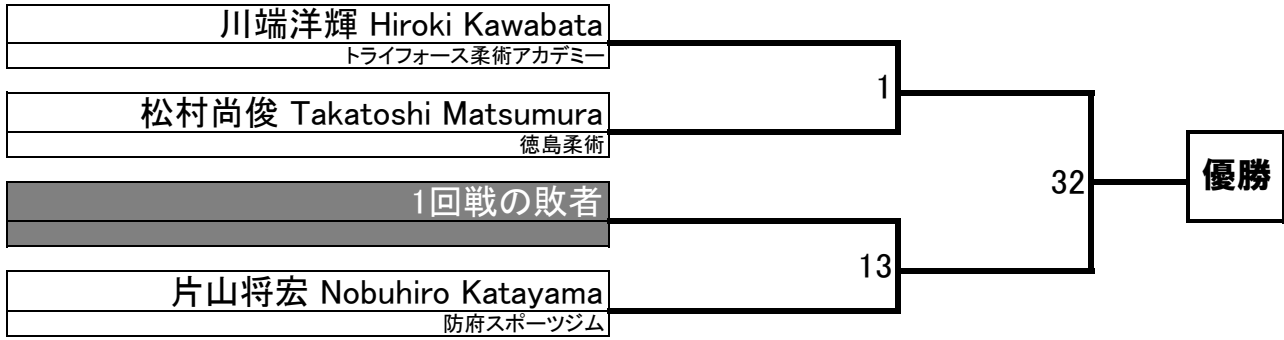 川端洋輝 Hiroki Kawabata
トライフォース柔術アカデミー
1
松村尚俊 Takatoshi Matsumura
徳島柔術
32
優勝
1回戦の敗者
13
片山将宏 Nobuhiro Katayama
防府スポーツジム